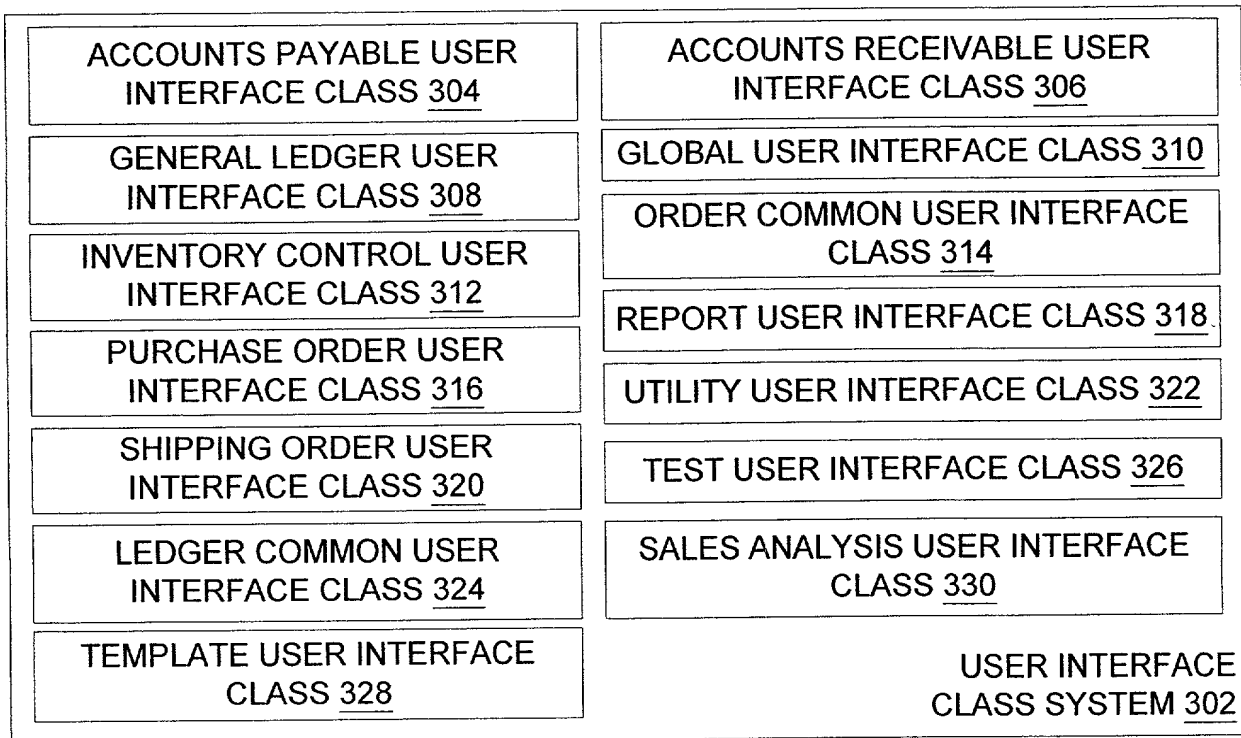 ACCOUNTS PAYABLE USER
INTERFACE CLASS 304
ACCOUNTS RECEIVABLE USER
INTERFACE CLASS 306
GENERAL LEDGER USER
INTERFACE CLASS 308
GLOBAL USER INTERFACE CLASS 310
INVENTORY CONTROL USER
INTERFACE CLASS 312
ORDER COMMON USER INTERFACE
CLASS 314
PURCHASE ORDER USER
INTERFACE CLASS 316
REPORT USER INTERFACE CLASS 318
SHIPPING ORDER USER
INTERFACE CLASS 320
UTILITY USER INTERFACE CLASS 322
LEDGER COMMON USER
INTERFACE CLASS 324
TEST USER INTERFACE CLASS 326
TEMPLATE USER INTERFACE
CLASS 328
SALES ANALYSIS USER INTERFACE
CLASS 330
USER INTERFACE
CLASS SYSTEM 302